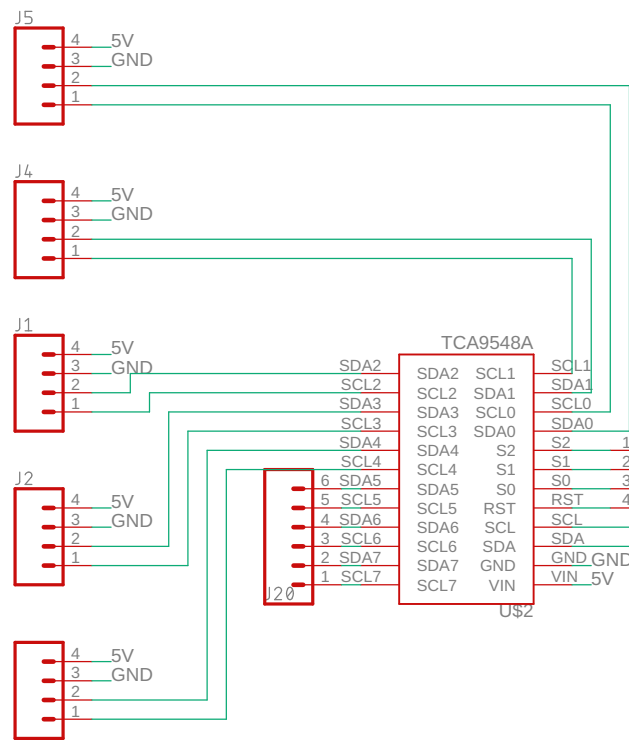 J5
4 5V
3 GND
2
1
J4
4 5V
3 GND
2
1
J1
4 5V
3 GND
2
1
J2
4 5V
3 GND
2
1
4 5V
3 GND
2
1
TCA9548A
SDA2 SDA2 SCL1 SCL1
SCL2 SCL2 SDA1 SDA1
SDA3 SDA3 SCL0 SCL0
SCL3 SCL3 SDA0 SDA0
SDA4 SDA4 S2 S2 1
SCL4 SCL4 S1 S1 2
6 SDA5 SDA5 S0 S0 3
5 SCL5 SCL5 RST RST 4
4 SDA6 SDA6 SCL SCL
3 SCL6 SCL6 SDA SDA
2 SDA7 SDA7 GND GND GND
1 SCL7 SCL7 VIN VIN 5V
J20
U$2